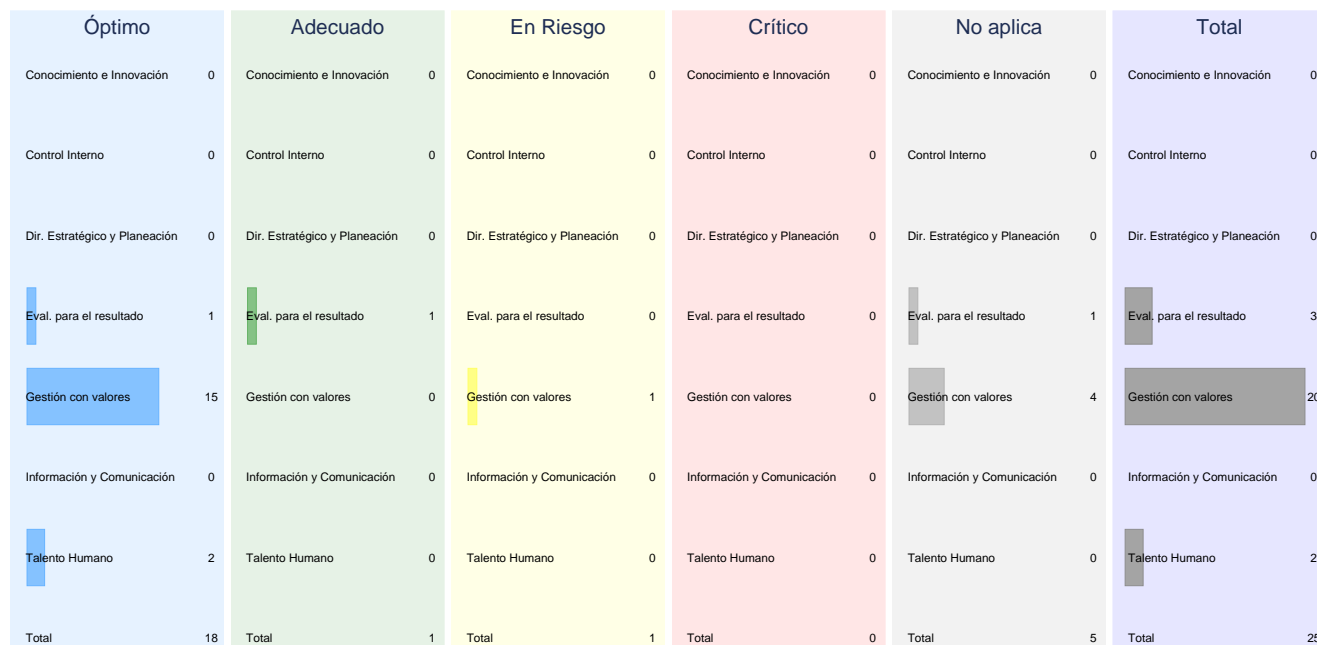 Óptimo Adecuado En Riesgo Crítico No aplica Total
Conocimiento e Innovación 0 Conocimiento e Innovación 0 Conocimiento e Innovación 0 Conocimiento e Innovación 0 Conocimiento e Innovación 0 Conocimiento e Innovación 0
Control Interno 0 Control Interno 0 Control Interno 0 Control Interno 0 Control Interno 0 Control Interno 0
Dir. Estratégico y Planeación 0 Dir. Estratégico y Planeación 0 Dir. Estratégico y Planeación 0 Dir. Estratégico y Planeación 0 Dir. Estratégico y Planeación 0 Dir. Estratégico y Planeación 0
Eval. para el resultado 1 Eval. para el resultado 1 Eval. para el resultado 0 Eval. para el resultado 0 Eval. para el resultado 1 Eval. para el resultado 3
Gestión con valores 15 Gestión con valores 0 Gestión con valores 1 Gestión con valores 0 Gestión con valores 4 Gestión con valores 20
Información y Comunicación 0 Información y Comunicación 0 Información y Comunicación 0 Información y Comunicación 0 Información y Comunicación 0 Información y Comunicación 0
Talento Humano 2 Talento Humano 0 Talento Humano 0 Talento Humano 0 Talento Humano 0 Talento Humano 2
Total 18 Total 1 Total 1 Total 0 Total 5 Total 25